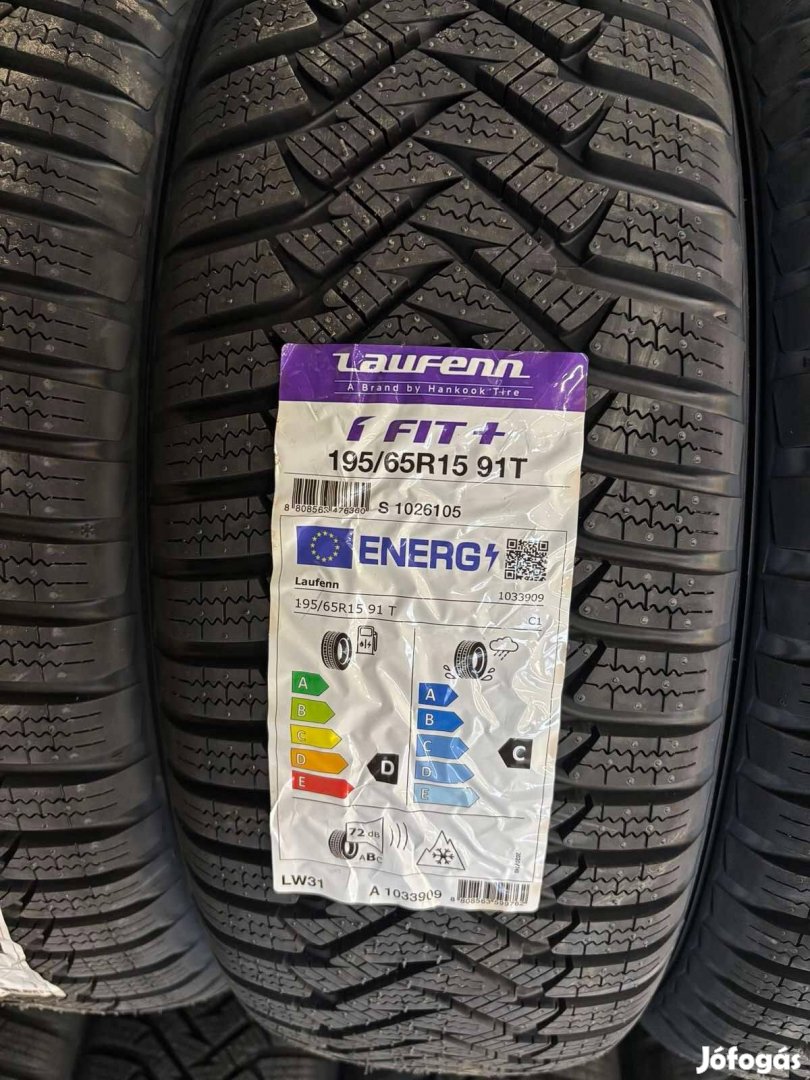 Laufenn
A Brand by Hankook Tire
i FIT+
195/65R15 91T
S 1026105
ENERG
Laufenn
1033909
195/65R15 91 T
C1
A
B
C
D
E
D
A
B
C
D
E
C
72 dB
ABC
LW31
A 1033909
Jófogás